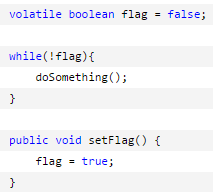 volatile boolean flag = false;
while(!flag){
    doSomething();
}
public void setFlag() {
    flag = true;
}